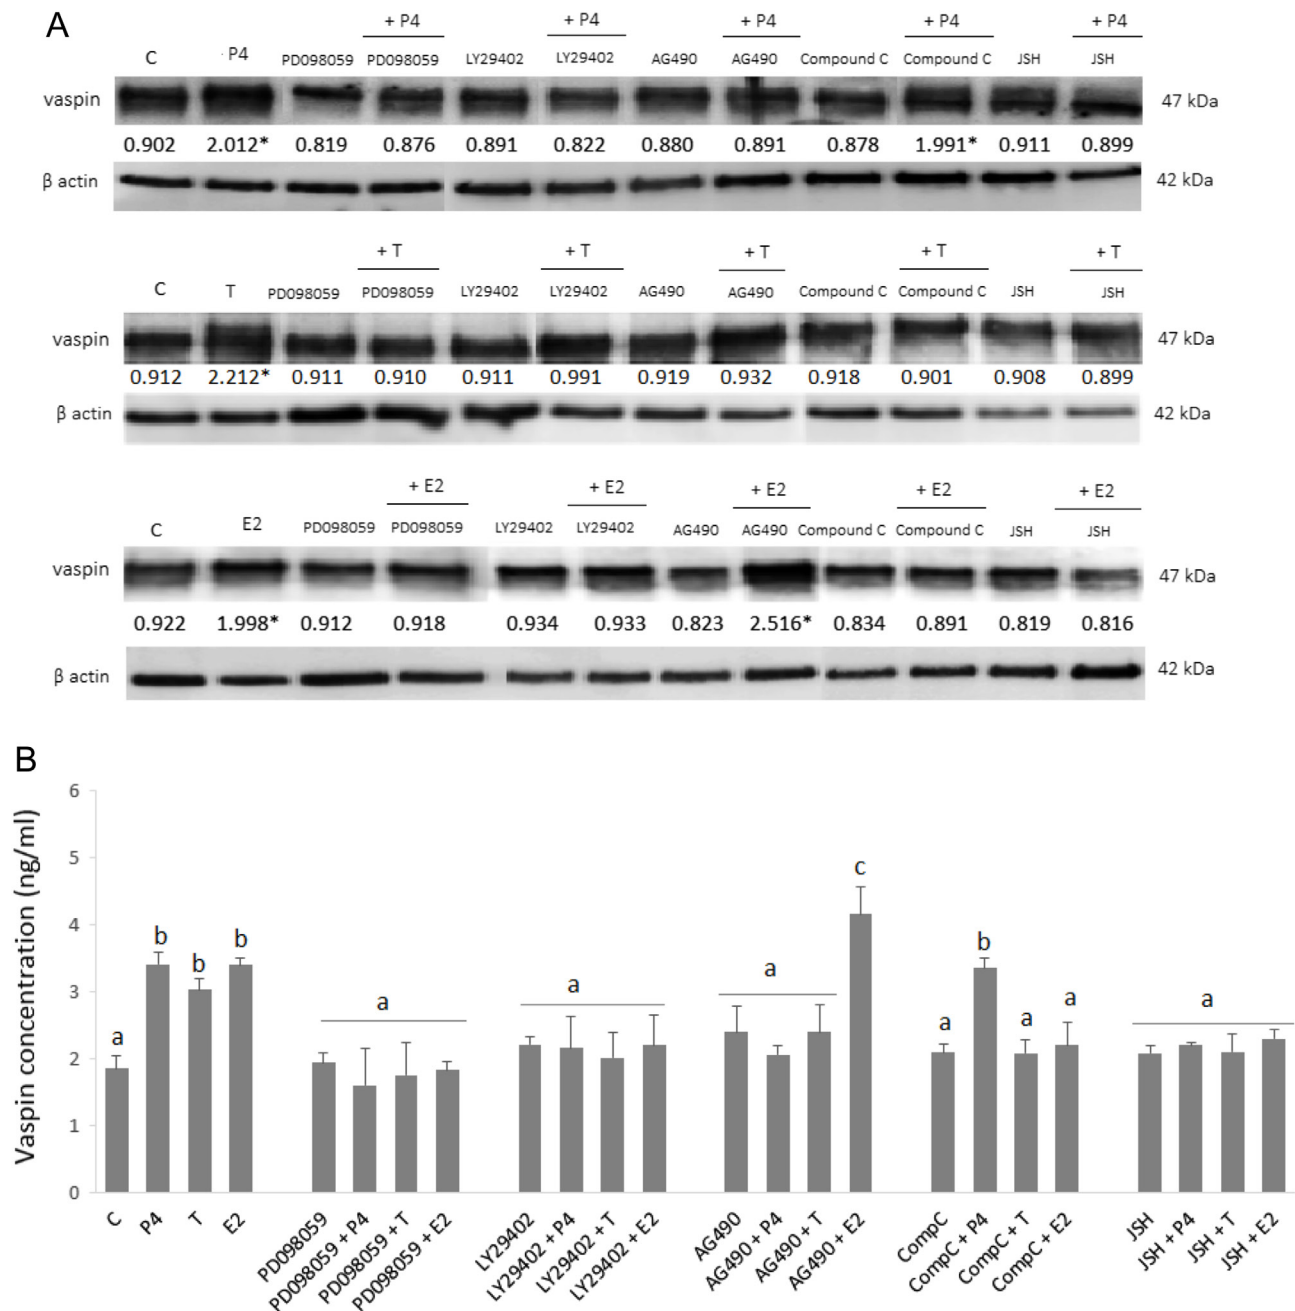 A
+ P4 + P4 + P4 + P4 + P4
C P4 PD098059 PD098059 LY29402 LY29402 AG490 AG490 Compound C Compound C JSH JSH
vaspin 47 kDa
0.902 2.012* 0.819 0.876 0.891 0.822 0.880 0.891 0.878 1.991* 0.911 0.899
β actin 42 kDa
+ T + T + T + T + T
C T PD098059 PD098059 LY29402 LY29402 AG490 AG490 Compound C Compound C JSH JSH
vaspin 47 kDa
0.912 2.212* 0.911 0.910 0.911 0.991 0.919 0.932 0.918 0.901 0.908 0.899
β actin 42 kDa
+ E2 + E2 + E2 + E2 + E2
C E2 PD098059 PD098059 LY29402 LY29402 AG490 AG490 Compound C Compound C JSH JSH
vaspin 47 kDa
0.922 1.998* 0.912 0.918 0.934 0.933 0.823 2.516* 0.834 0.891 0.819 0.816
β actin 42 kDa
B
Vaspin concentration (ng/ml)
6
5
4
3
2
1
0
a b b b a a a c a b a a a
C P4 T E2 PD098059 PD098059 + P4 PD098059 + T PD098059 + E2 LY29402 LY29402 + P4 LY29402 + T LY29402 + E2 AG490 AG490 + P4 AG490 + T AG490 + E2 CompC CompC + P4 CompC + T CompC + E2 JSH JSH + P4 JSH + T JSH + E2